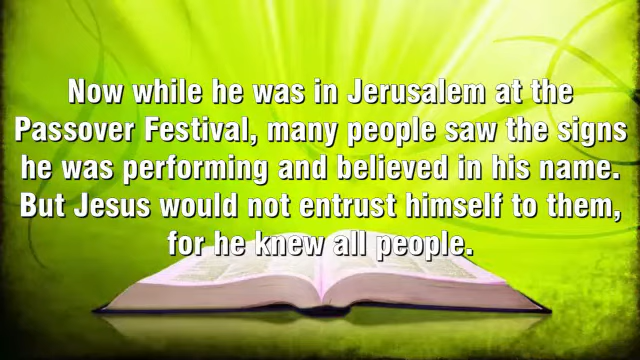 Now while he was in Jerusalem at the
Passover Festival, many people saw the signs
he was performing and believed in his name.
But Jesus would not entrust himself to them,
for he knew all people.